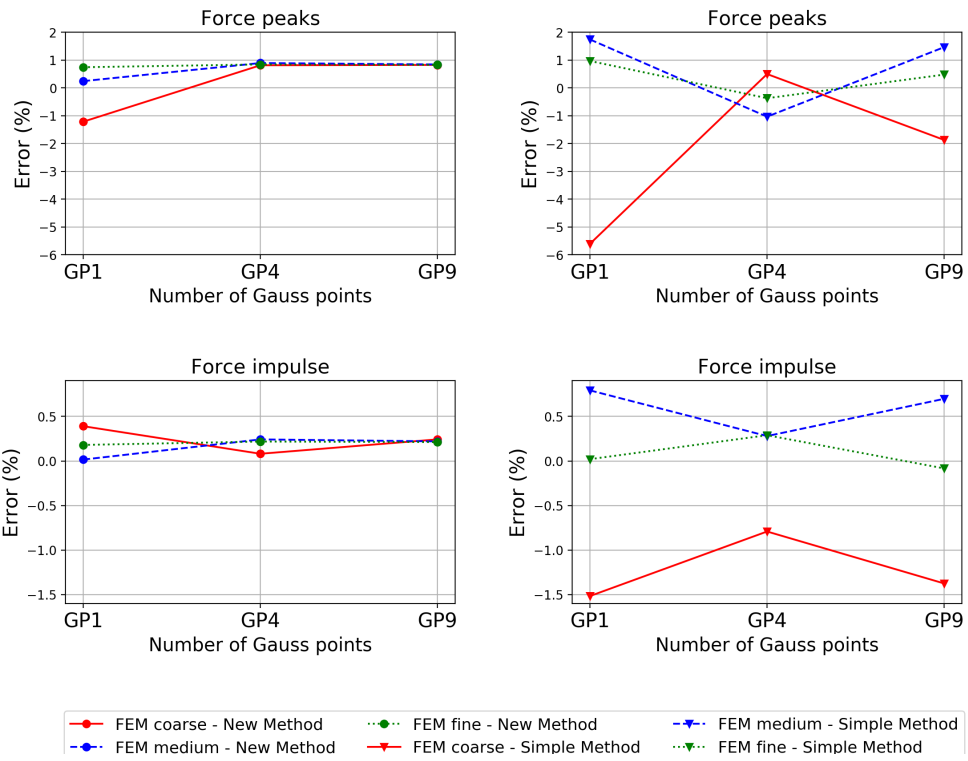 Force peaks
2
1
0
−1
−2
−3
−4
−5
−6
Error (%)
GP1 GP4 GP9
Number of Gauss points
Force peaks
2
1
0
−1
−2
−3
−4
−5
−6
Error (%)
GP1 GP4 GP9
Number of Gauss points
Force impulse
0.5
0.0
−0.5
−1.0
−1.5
Error (%)
GP1 GP4 GP9
Number of Gauss points
Force impulse
0.5
0.0
−0.5
−1.0
−1.5
Error (%)
GP1 GP4 GP9
Number of Gauss points
FEM coarse - New Method FEM fine - New Method FEM medium - Simple Method
FEM medium - New Method FEM coarse - Simple Method FEM fine - Simple Method